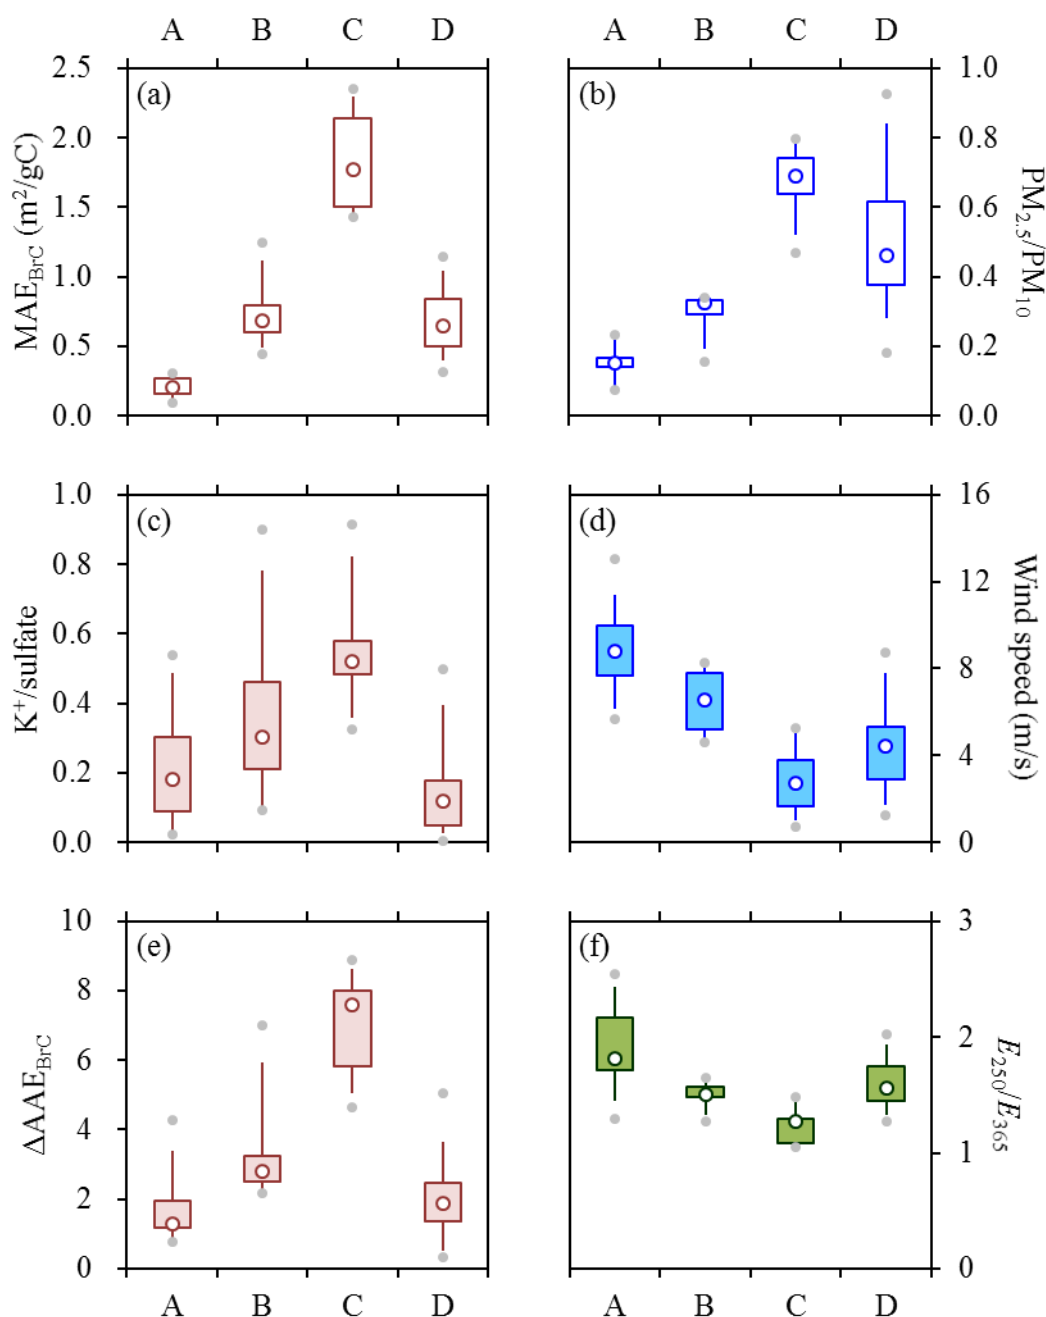 A B C D A B C D
(a) (b)
2.5 2.0 1.5 1.0 0.5 0.0
MAE_BrC (m²/gC)
1.0 0.8 0.6 0.4 0.2 0.0
PM₂.₅/PM₁₀
(c) (d)
1.0 0.8 0.6 0.4 0.2 0.0
K⁺/sulfate
16 12 8 4 0
Wind speed (m/s)
(e) (f)
10 8 6 4 2 0
ΔAAE_BrC
3 2 1 0
E₂₅₀/E₃₆₅
A B C D A B C D